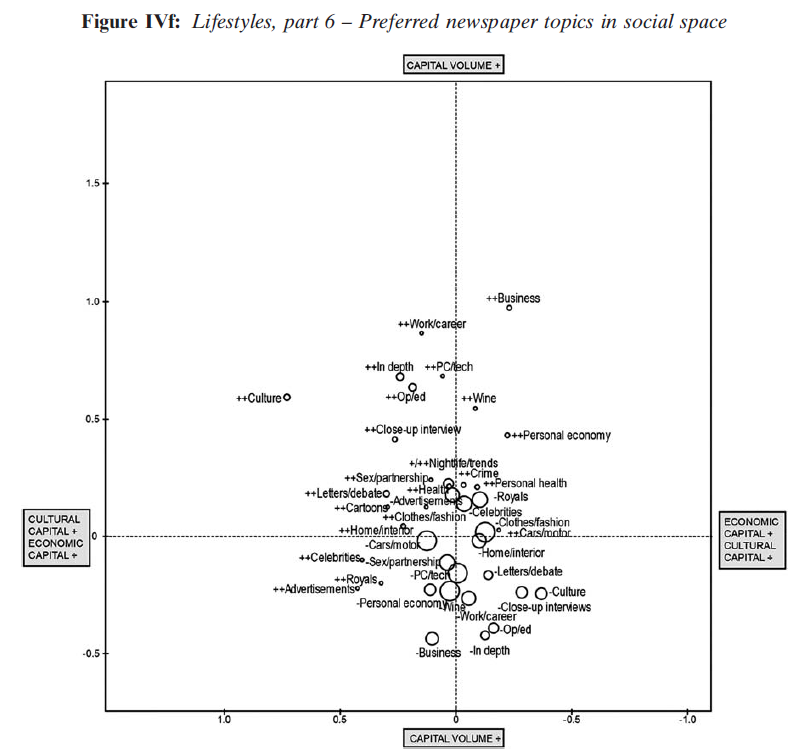 Figure IVf: Lifestyles, part 6 – Preferred newspaper topics in social space
CAPITAL VOLUME +
1.5
1.0
++Business
++Work/career
++In depth
++PC/tech
++Culture
++Op/ed
++Wine
0.5
++Close-up interview
++Personal economy
+/++Nightlife/trends
++Crime
++Sex/partnership
++Personal health
++Health
++Letters/debate
-Royals
-Advertisements
++Cartoons
-Celebrities
++Clothes/fashion
-Clothes/fashion
CULTURAL
CAPITAL +
ECONOMIC
CAPITAL +
++Home/interior
++Cars/motor
ECONOMIC
CAPITAL +
CULTURAL
CAPITAL +
0
-Cars/motor
-Home/interior
++Celebrities
-Sex/partnership
-Letters/debate
-PC/tech
++Royals
++Advertisements
-Culture
-Personal economy
-Wine
-Close-up interviews
-Work/career
-Op/ed
-0.5
-Business
-In depth
1.0
0.5
0
-0.5
-1.0
CAPITAL VOLUME +